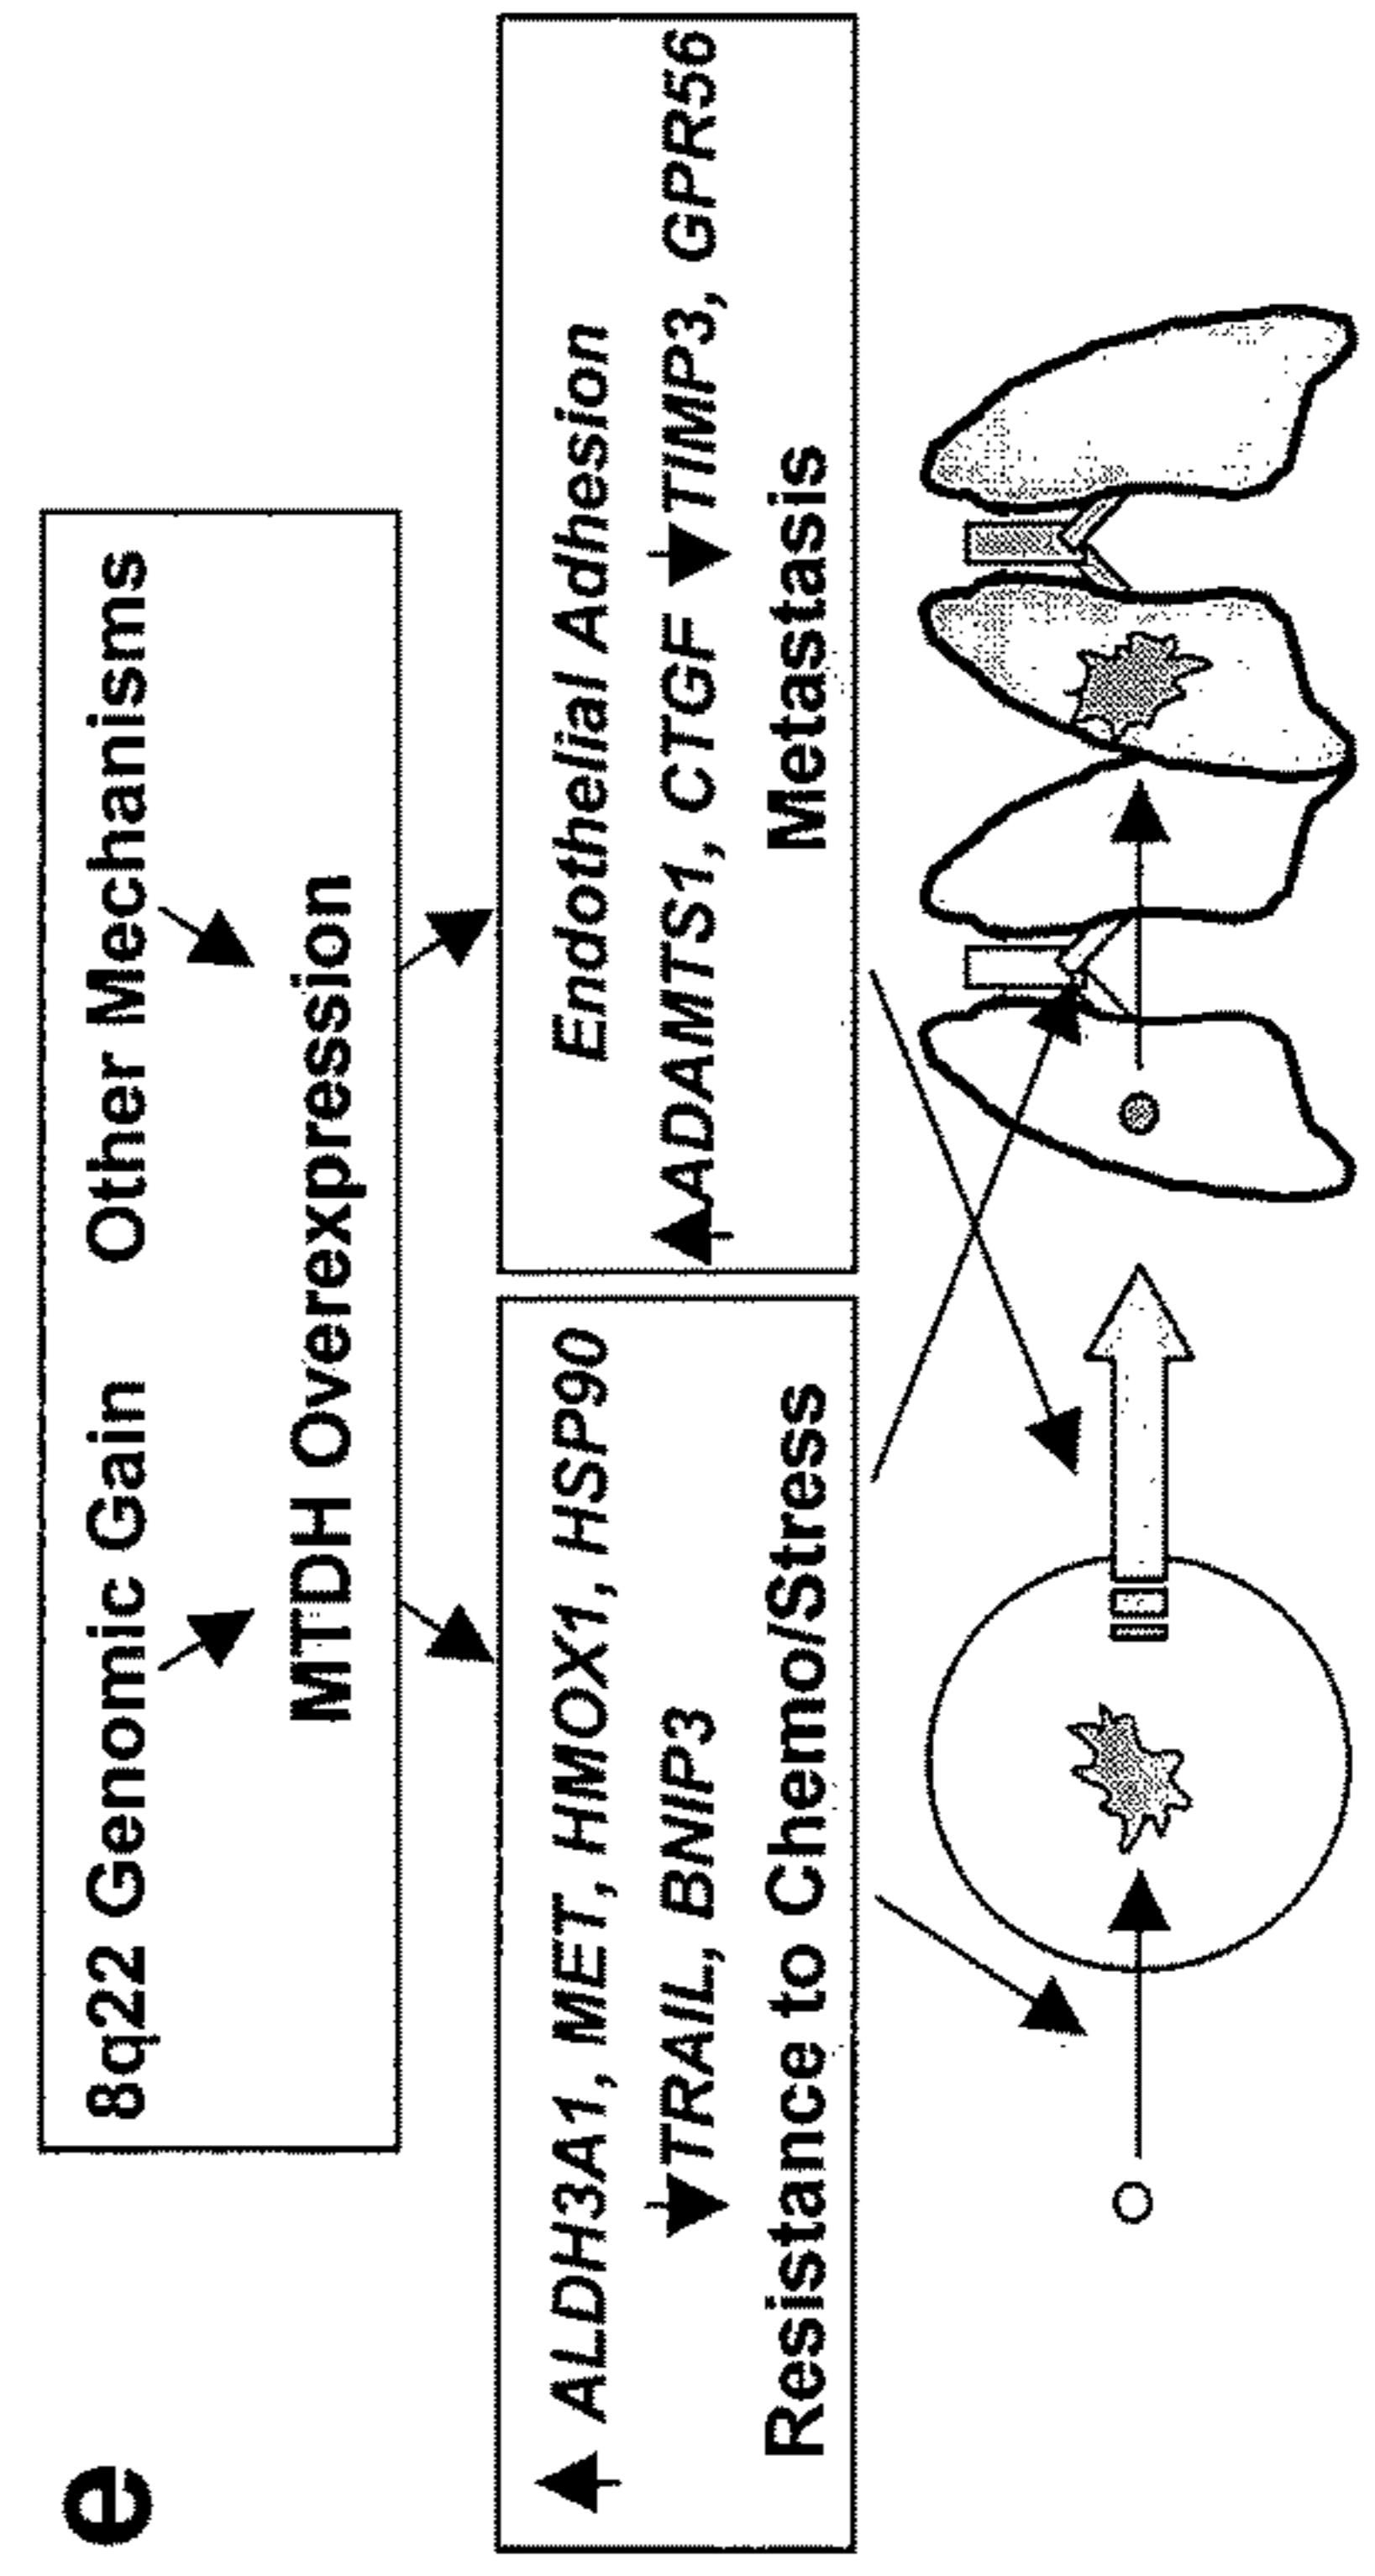 e
8q22 Genomic Gain Other Mechanisms
MTDH Overexpression
ALDH3A1, MET, HMOX1, HSP90
TRAIL, BNIP3
Resistance to Chemo/Stress
Endothelial Adhesion
ADAMTS1, CTGF TIMP3, GPR56
Metastasis